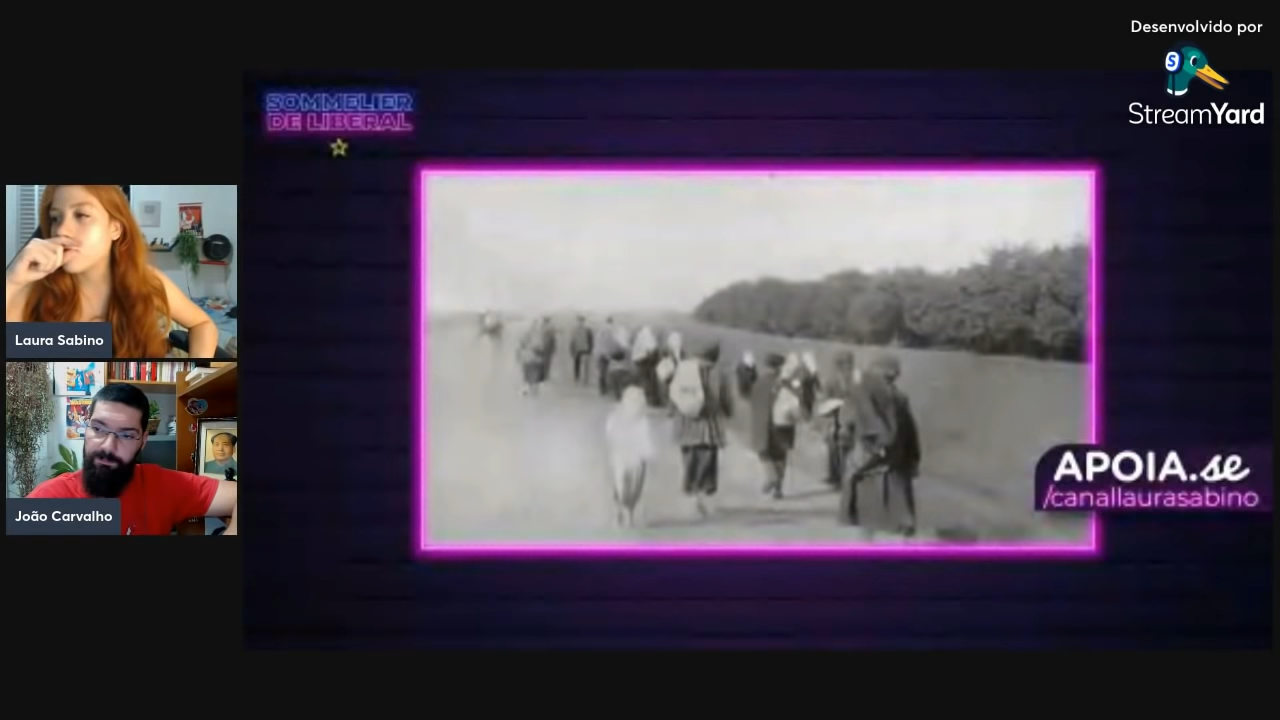 Desenvolvido por
StreamYard
SOMMELIER
DE LIBERAL
Laura Sabino
João Carvalho
APOIA.se
/canallaurasabino